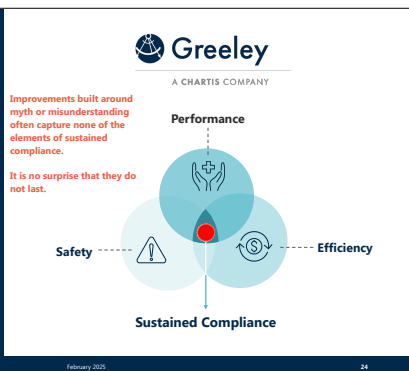 Greeley
A CHARTIS COMPANY
Improvements built around
myth or misunderstanding
often capture none of the
elements of sustained
compliance.
It is no surprise that they do
not last.
Performance
Safety
$
Efficiency
Sustained Compliance
February 2025
24